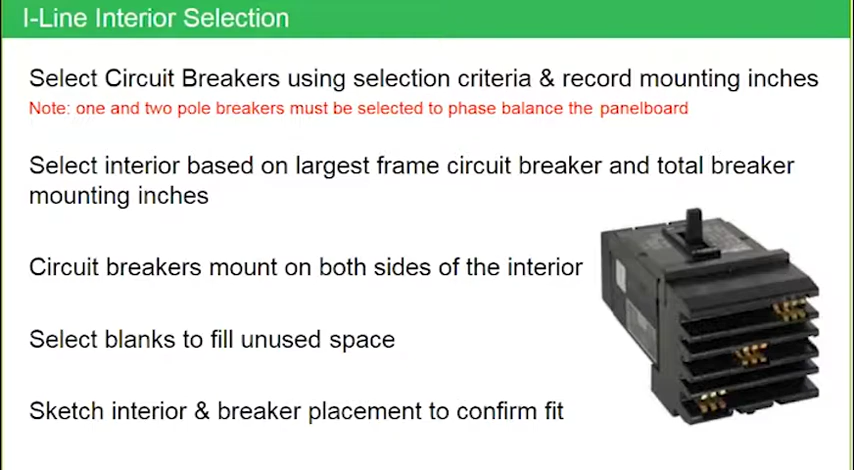 I-Line Interior Selection
Select Circuit Breakers using selection criteria & record mounting inches
Note: one and two pole breakers must be selected to phase balance the panelboard
Select interior based on largest frame circuit breaker and total breaker
mounting inches
Circuit breakers mount on both sides of the interior
Select blanks to fill unused space
Sketch interior & breaker placement to confirm fit